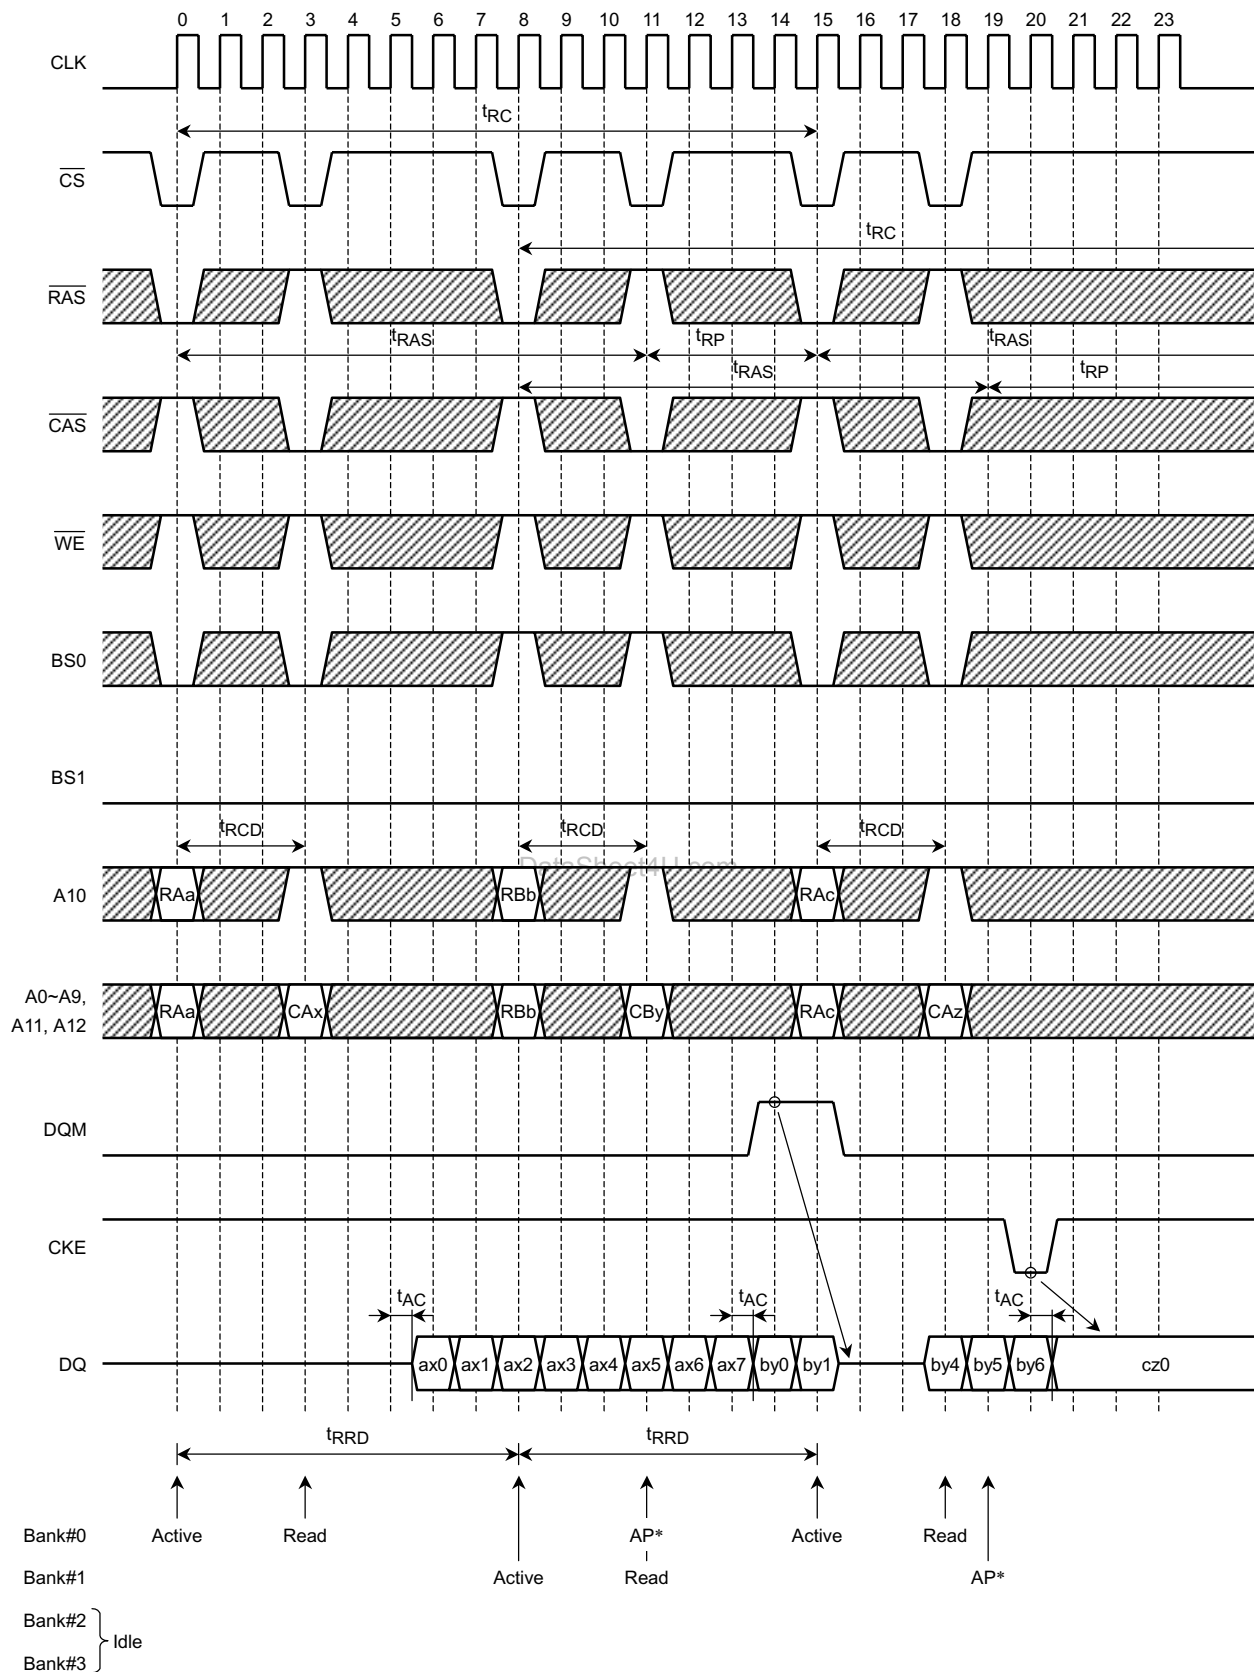 0 1 2 3 4 5 6 7 8 9 10 11 12 13 14 15 16 17 18 19 20 21 22 23
CLK
tRC
CS
tRC
RAS
tRAS tRP tRAS
tRAS tRP
CAS
WE
BS0
BS1
tRCD tRCD tRCD
DataSheet4U.com
A10 RAa RBb RAc
A0~A9,
A11, A12
RAa CAx RBb CBy RAc CAz
DQM
CKE
tAC tAC tAC
DQ ax0 ax1 ax2 ax3 ax4 ax5 ax6 ax7 by0 by1 by4 by5 by6 cz0
tRRD tRRD
Bank#0 Active Read AP* Active Read
Bank#1 Active Read AP*
Bank#2
Idle
Bank#3